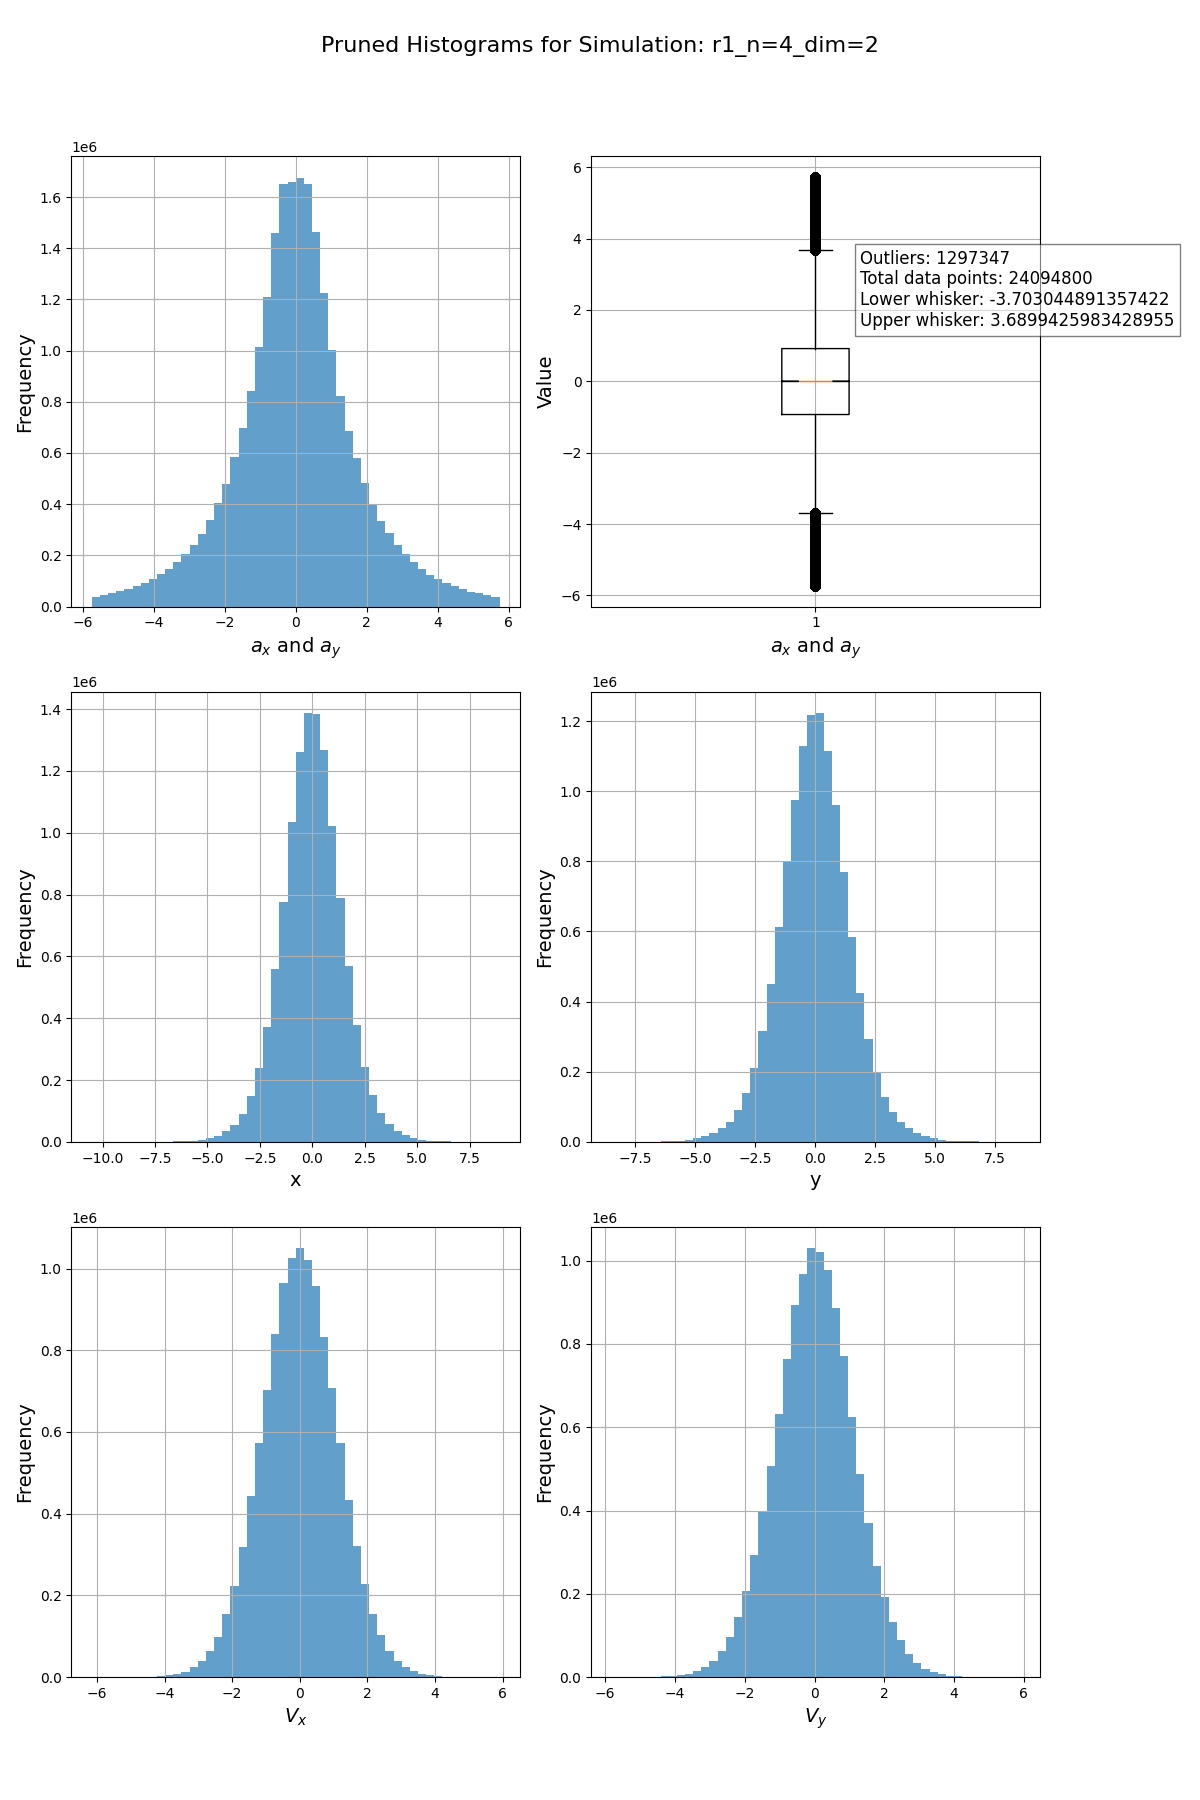 Pruned Histograms for Simulation: r1_n=4_dim=2
1e6
1.6
1.4
1.2
1.0
0.8
0.6
0.4
0.2
0.0
Frequency
−6 −4 −2 0 2 4 6
a_x and a_y
6
4
2
0
−2
−4
−6
Value
Outliers: 1297347
Total data points: 24094800
Lower whisker: -3.703044891357422
Upper whisker: 3.6899425983428955
1
a_x and a_y
1e6
1.4
1.2
1.0
0.8
0.6
0.4
0.2
0.0
Frequency
−10.0 −7.5 −5.0 −2.5 0.0 2.5 5.0 7.5
x
1e6
1.2
1.0
0.8
0.6
0.4
0.2
0.0
Frequency
−7.5 −5.0 −2.5 0.0 2.5 5.0 7.5
y
1e6
1.0
0.8
0.6
0.4
0.2
0.0
Frequency
−6 −4 −2 0 2 4 6
V_x
1e6
1.0
0.8
0.6
0.4
0.2
0.0
Frequency
−6 −4 −2 0 2 4 6
V_y